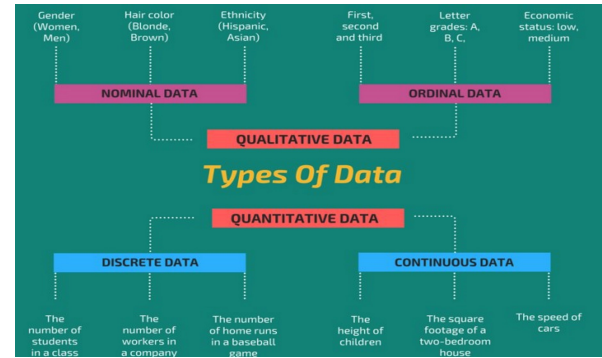 Gender
(Women,
Men)
Hair color
(Blonde,
Brown)
Ethnicity
(Hispanic,
Asian)
First,
second
and third
Letter
grades: A,
B, C,
Economic
status: low,
medium
NOMINAL DATA
ORDINAL DATA
QUALITATIVE DATA
Types Of Data
QUANTITATIVE DATA
DISCRETE DATA
CONTINUOUS DATA
The
number of
students
in a class
The
number of
workers in
a company
The number
of home runs
in a baseball
game
The
height of
children
The square
footage of a
two-bedroom
house
The speed of
cars